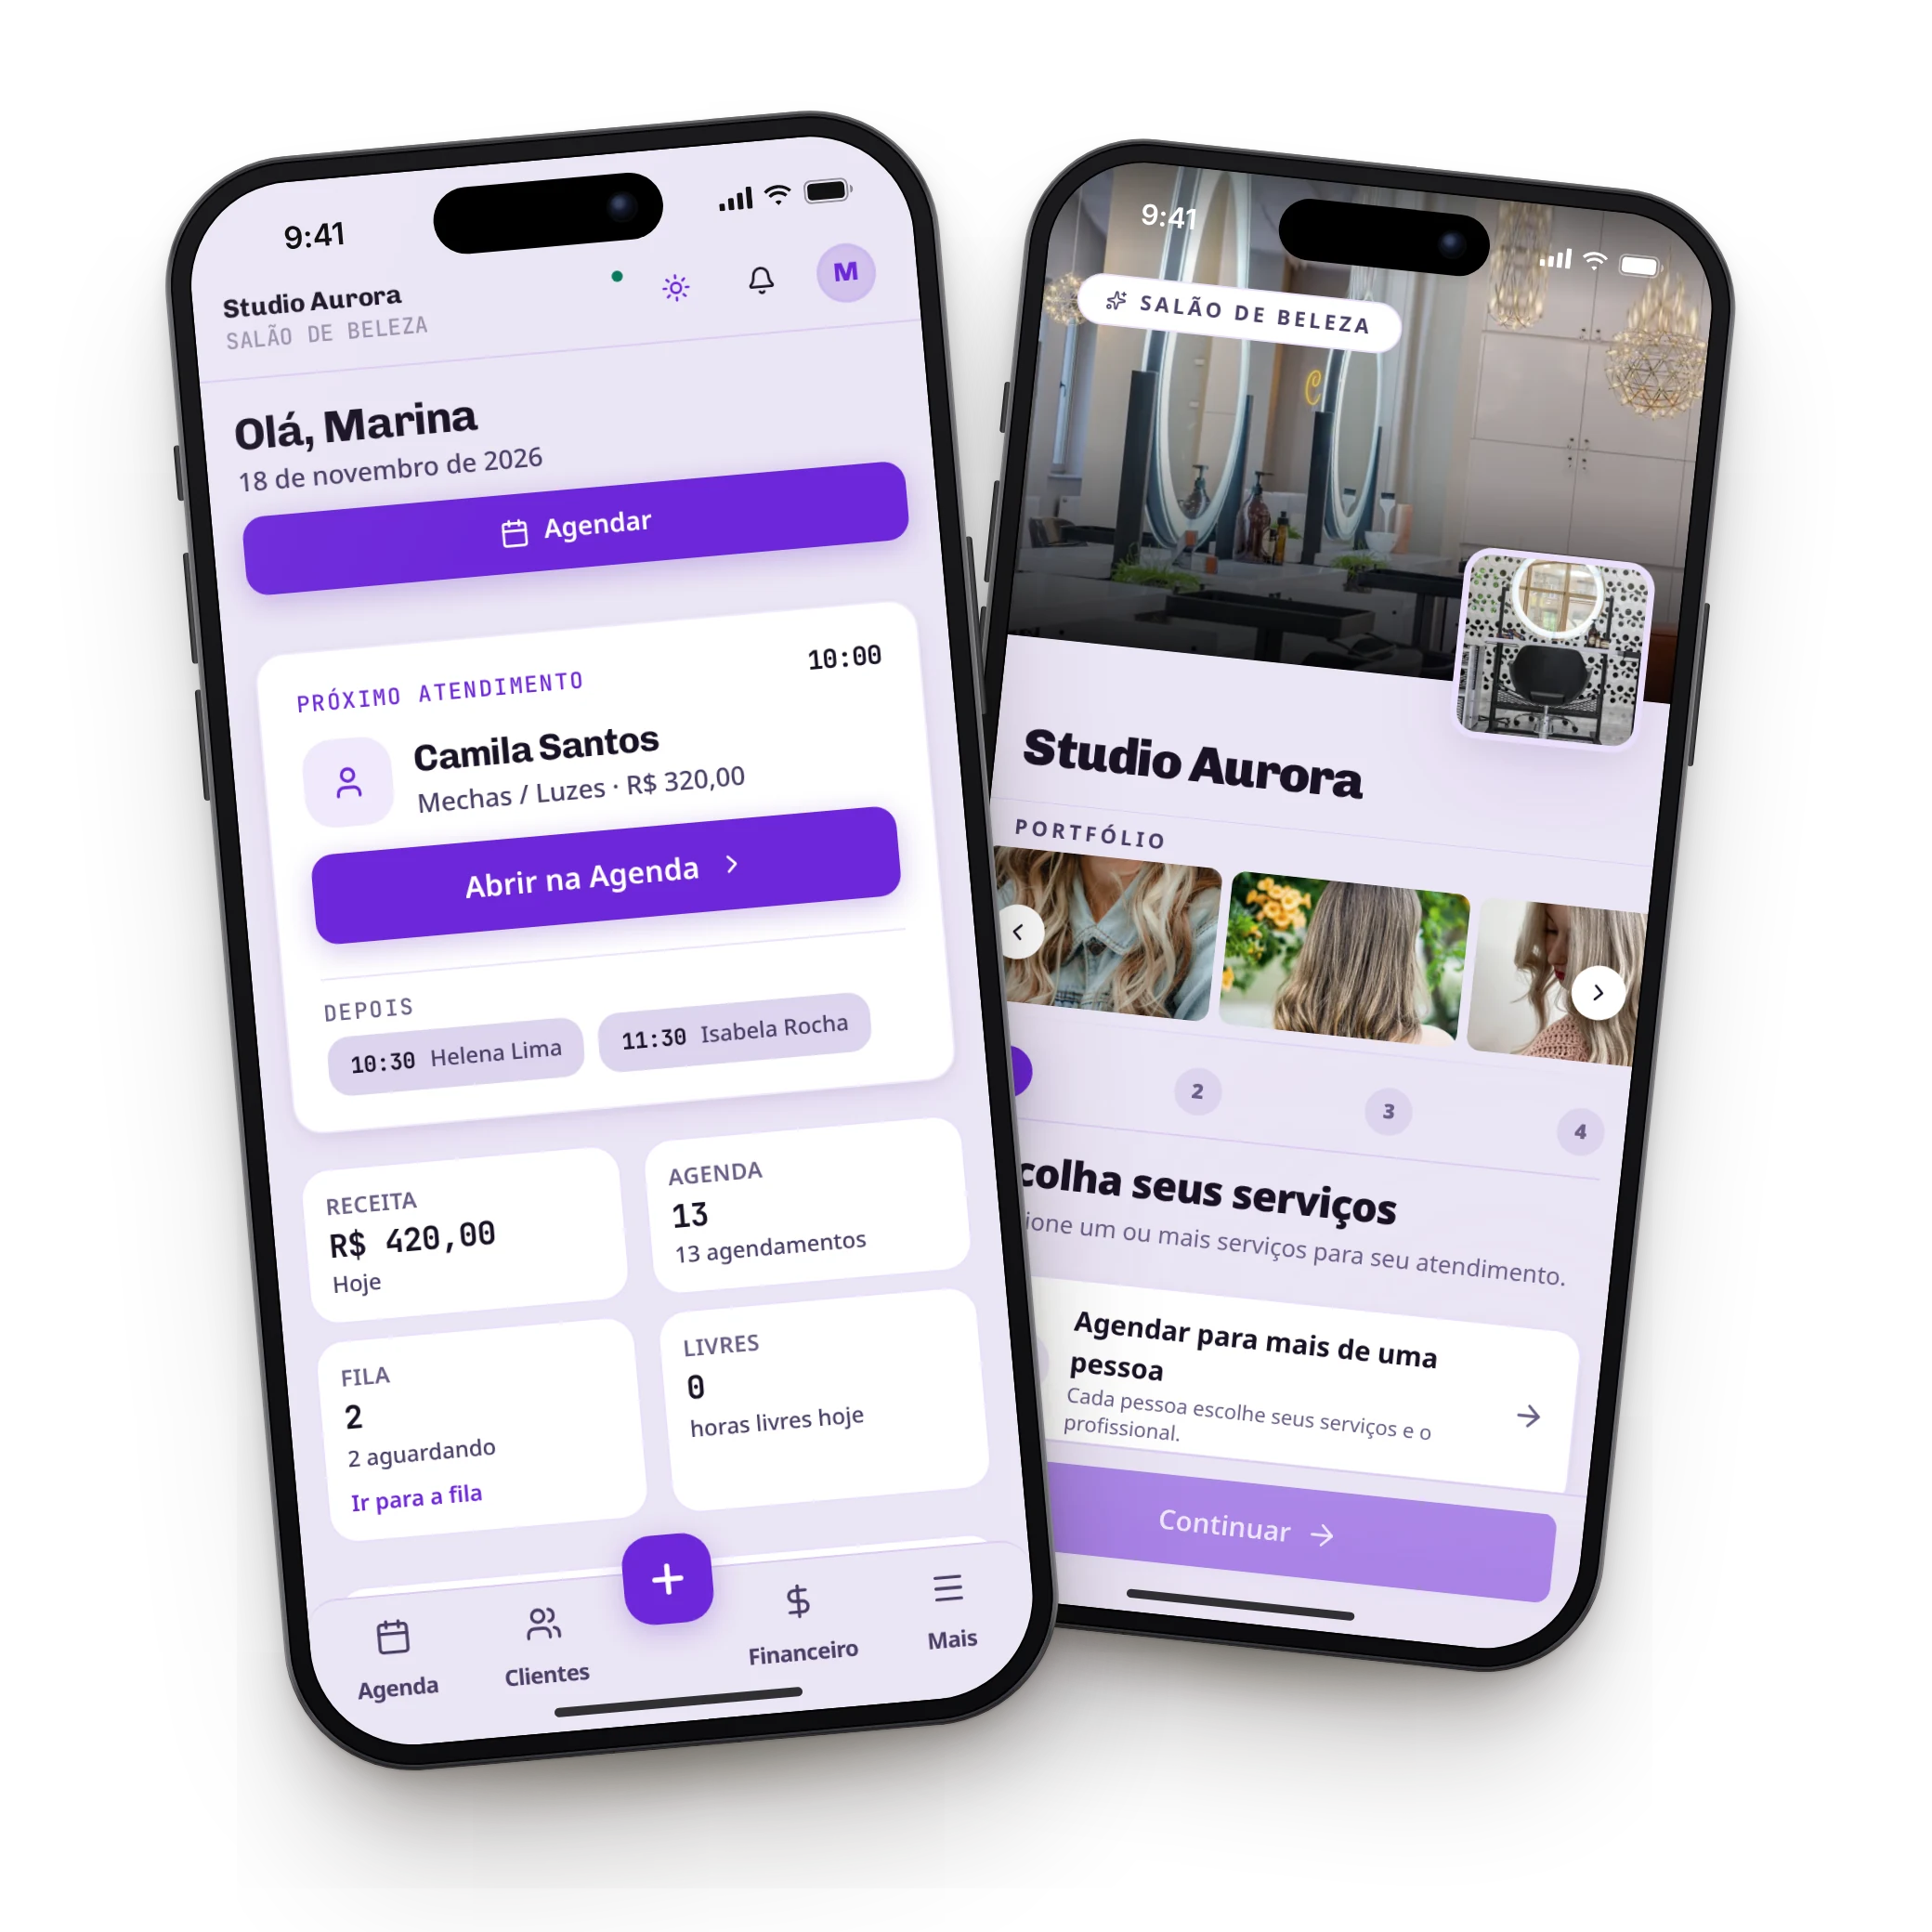 9:41
Studio Aurora
SALÃO DE BELEZA
M
Olá, Marina
18 de novembro de 2026
Agendar
PRÓXIMO ATENDIMENTO
10:00
Camila Santos
Mechas / Luzes · R$ 320,00
Abrir na Agenda
DEPOIS
10:30 Helena Lima
11:30 Isabela Rocha
RECEITA
R$ 420,00
Hoje
AGENDA
13
13 agendamentos
FILA
2
2 aguardando
Ir para a fila
LIVRES
0
horas livres hoje
Agenda
Clientes
Financeiro
Mais
9:41
SALÃO DE BELEZA
C
Studio Aurora
PORTFÓLIO
2
3
4
colha seus serviços
ione um ou mais serviços para seu atendimento.
Agendar para mais de uma
pessoa
Cada pessoa escolhe seus serviços e o
profissional.
Continuar